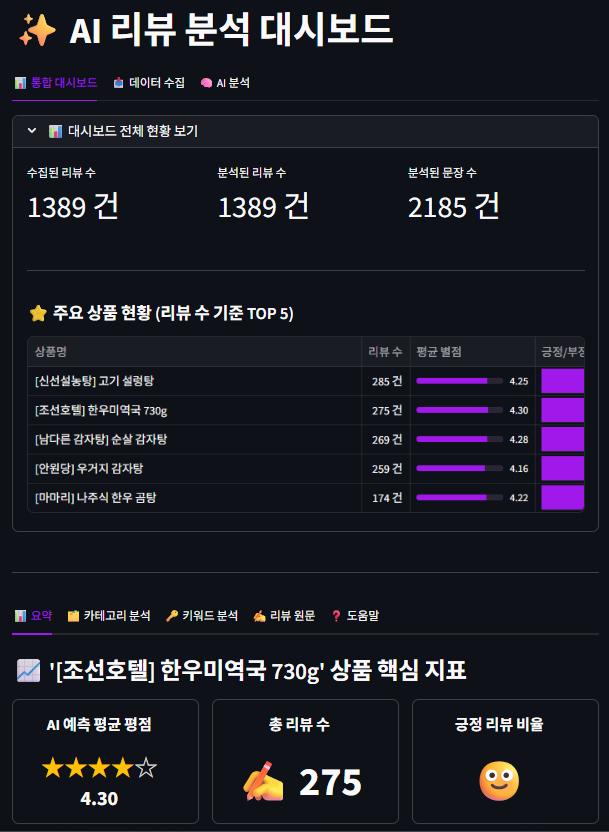 AI 리뷰 분석 대시보드
통합 대시보드 데이터 수집 AI 분석
대시보드 전체 현황 보기
수집된 리뷰 수 분석된 리뷰 수 분석된 문장 수
1389 건 1389 건 2185 건
주요 상품 현황 (리뷰 수 기준 TOP 5)
상품명 리뷰 수 평균 별점 긍정/부정
[신선설농탕] 고기 설렁탕 285 건 4.25
[조선호텔] 한우미역국 730g 275 건 4.30
[남다른 감자탕] 순살 감자탕 269 건 4.28
[안원당] 우거지 감자탕 259 건 4.16
[마마리] 나주식 한우 곰탕 174 건 4.22
요약 카테고리 분석 키워드 분석 리뷰 원문 도움말
'[조선호텔] 한우미역국 730g' 상품 핵심 지표
AI 예측 평균 평점 총 리뷰 수 긍정 리뷰 비율
★★★★☆ 275
4.30